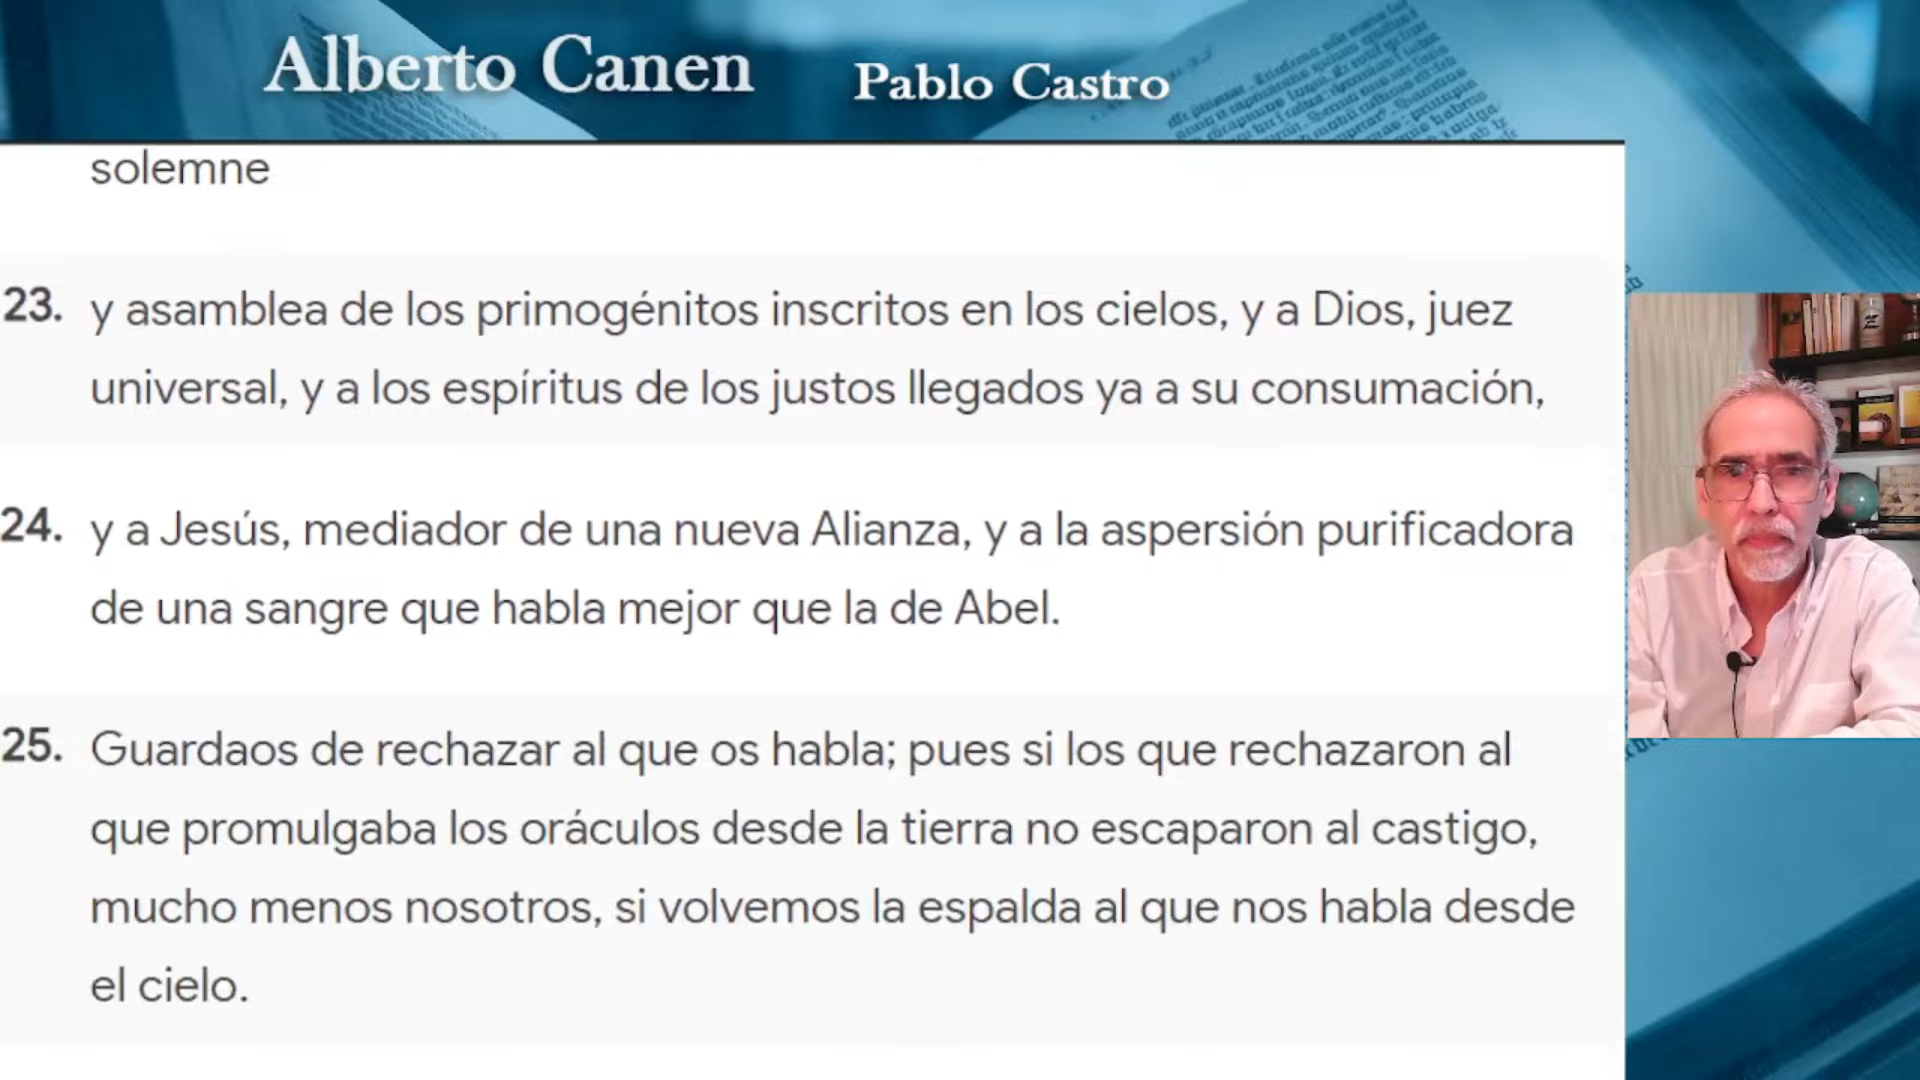 Alberto Canen
Pablo Castro
solemne
23. y asamblea de los primogénitos inscritos en los cielos, y a Dios, juez
universal, y a los espíritus de los justos llegados ya a su consumación,
24. y a Jesús, mediador de una nueva Alianza, y a la aspersión purificadora
de una sangre que habla mejor que la de Abel.
25. Guardaos de rechazar al que os habla; pues si los que rechazaron al
que promulgaba los oráculos desde la tierra no escaparon al castigo,
mucho menos nosotros, si volvemos la espalda al que nos habla desde
el cielo.